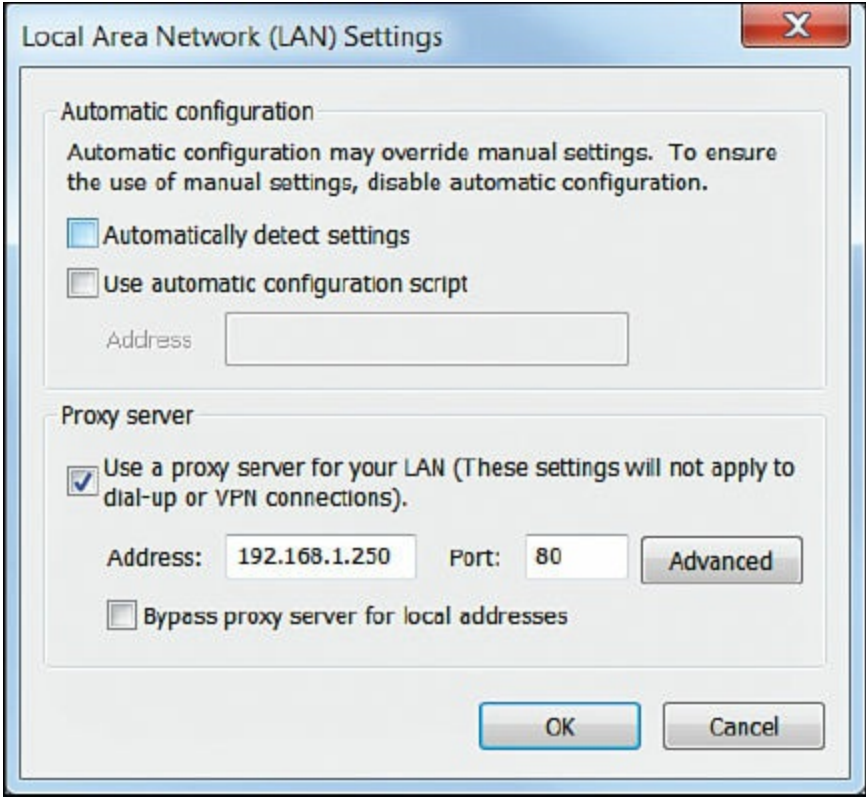 Local Area Network (LAN) Settings
X
Automatic configuration
Automatic configuration may override manual settings. To ensure
the use of manual settings, disable automatic configuration.
Automatically detect settings
Use automatic configuration script
Address
Proxy server
Use a proxy server for your LAN (These settings will not apply to
dial-up or VPN connections).
Address: 192.168.1.250 Port: 80 Advanced
Bypass proxy server for local addresses
OK Cancel